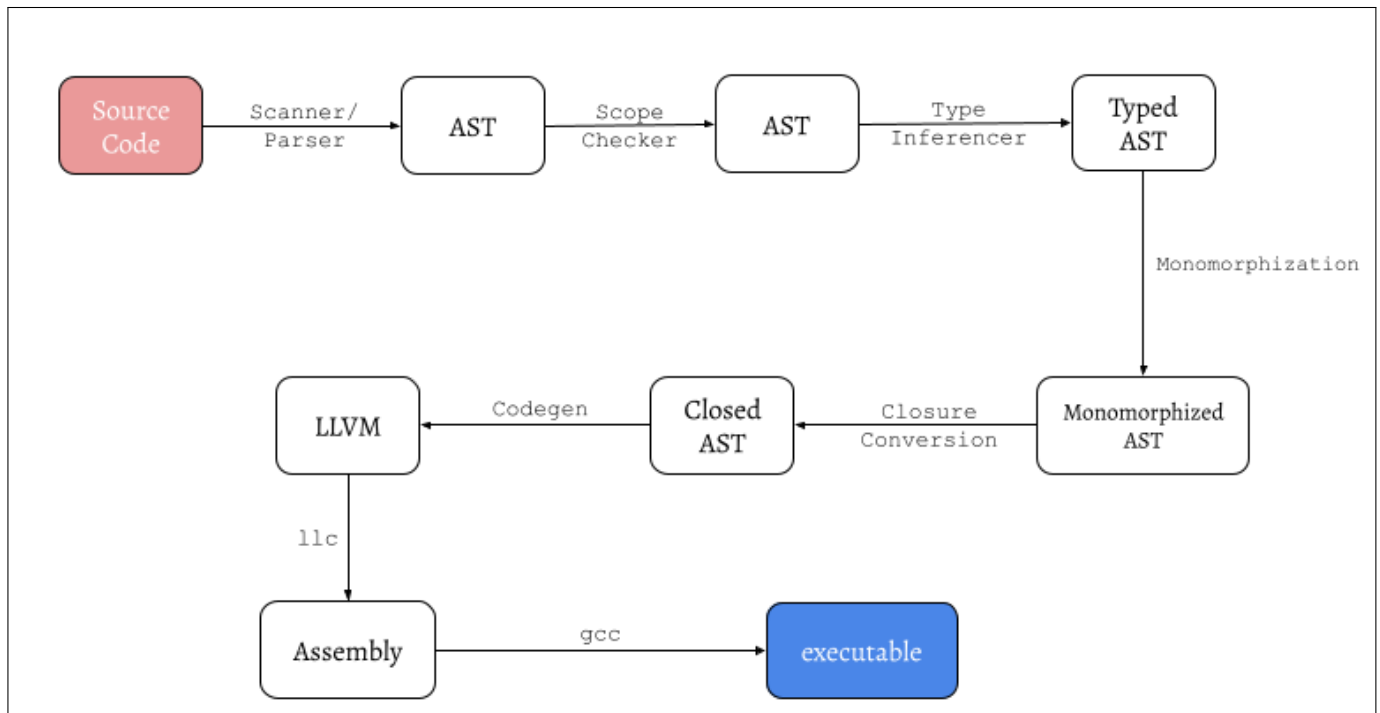 Source
Code
Scanner/
Parser
AST
Scope
Checker
AST
Type
Inferencer
Typed
AST
Monomorphization
Monomorphized
AST
Closure
Conversion
Closed
AST
Codegen
LLVM
llc
Assembly
gcc
executable